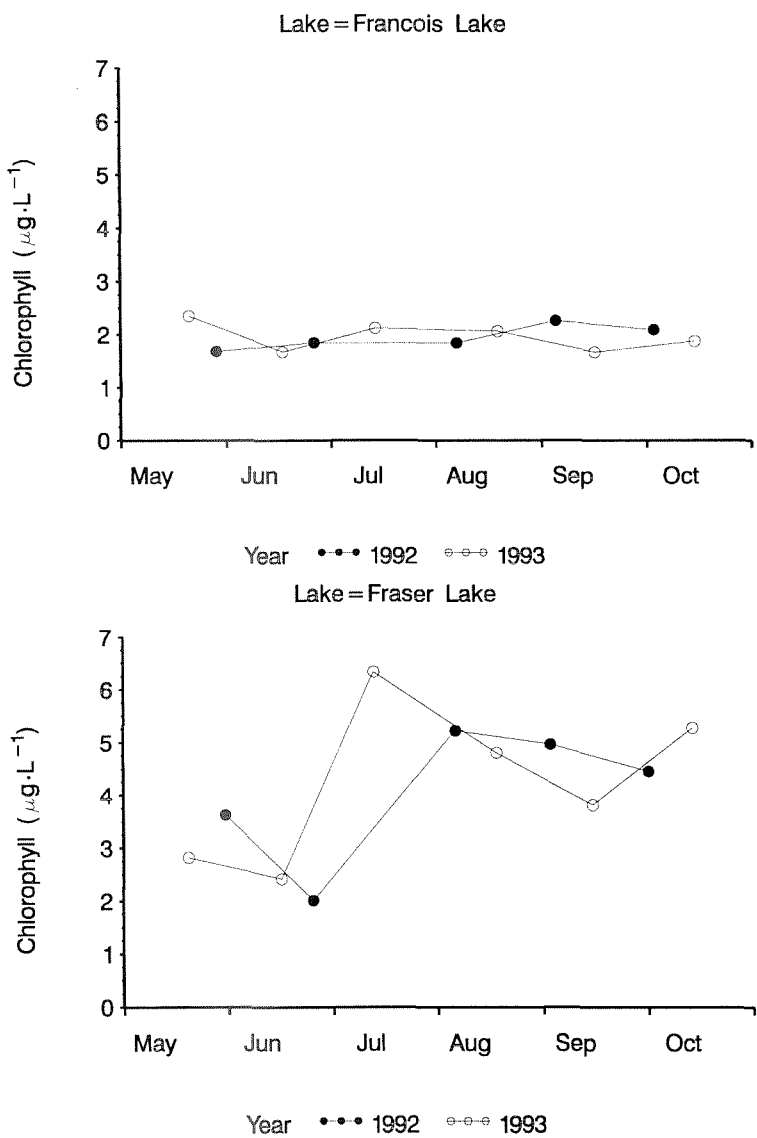 Lake=Francois Lake
7
6
5
4
3
2
1
0
Chlorophyll (μg·L⁻¹)
May Jun Jul Aug Sep Oct
Year 1992 1993
Lake=Fraser Lake
7
6
5
4
3
2
1
0
Chlorophyll (μg·L⁻¹)
May Jun Jul Aug Sep Oct
Year 1992 1993